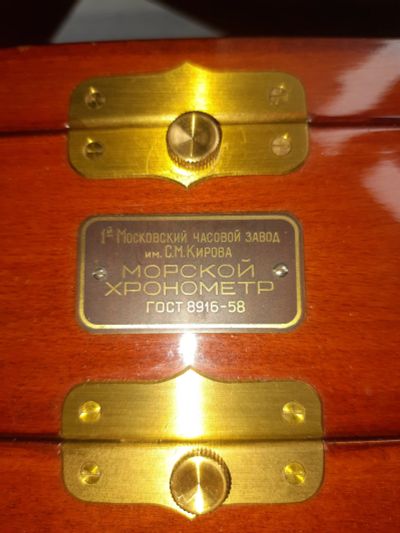 1й Московский часовой завод
им. С.М.Кирова
МОРСКОЙ
ХРОНОМЕТР
ГОСТ 8916-58